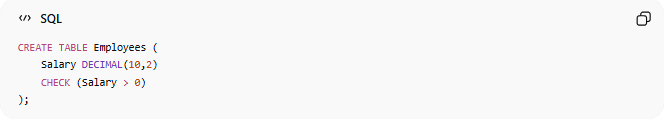 </> SQL
CREATE TABLE Employees (
    Salary DECIMAL(10,2)
    CHECK (Salary > 0)
);